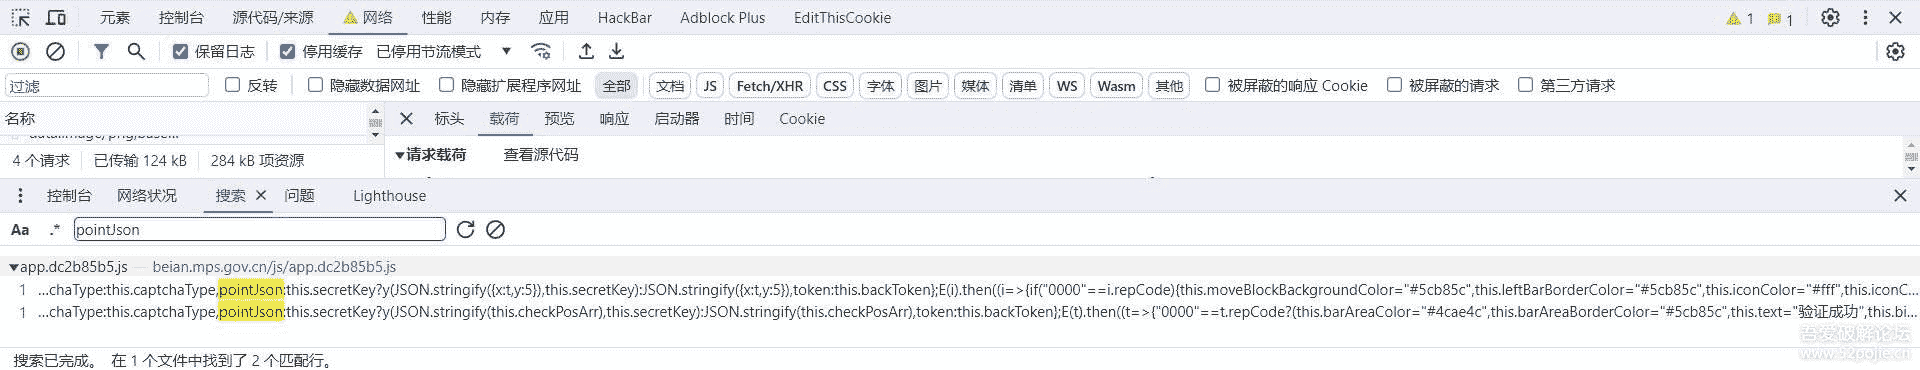 元素 控制台 源代码/来源 网络 性能 内存 应用 HackBar Adblock Plus EditThisCookie 1 1
保留日志 停用缓存 已停用节流模式
过滤 反转 隐藏数据网址 隐藏扩展程序网址 全部 文档 JS Fetch/XHR CSS 字体 图片 媒体 清单 WS Wasm 其他 被屏蔽的响应 Cookie 被屏蔽的请求 第三方请求
名称 标头 载荷 预览 响应 启动器 时间 Cookie
4 个请求 已传输 124 kB 284 kB 项资源 请求载荷 查看源代码
控制台 网络状况 搜索 问题 Lighthouse
Aa .* pointJson
app.dc2b85b5.js — beian.mps.gov.cn/js/app.dc2b85b5.js
1 …chaType:this.captchaType,pointJson:this.secretKey?y(JSON.stringify({x:t,y:5}),this.secretKey):JSON.stringify({x:t,y:5}),token:this.backToken};E(i).then((i=>{if("0000"==i.repCode){this.moveBlockBackgroundColor="#5cb85c",this.leftBarBorderColor="#5cb85c",this.iconColor="#fff",this.iconC…
1 …chaType:this.captchaType,pointJson:this.secretKey?y(JSON.stringify(this.checkPosArr),this.secretKey):JSON.stringify(this.checkPosArr),token:this.backToken};E(t).then((t=>{"0000"==t.repCode?(this.barAreaColor="#4cae4c",this.barAreaBorderColor="#5cb85c",this.text="验证成功",this.bi…
搜索已完成。 在 1 个文件中找到了 2 个匹配行。
吾爱破解论坛
www.52pojie.cn